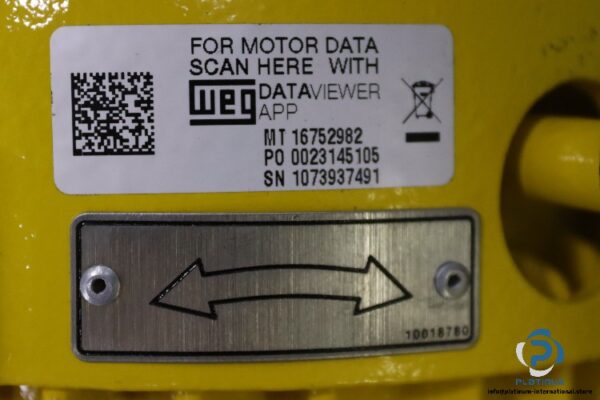 FOR MOTOR DATA
SCAN HERE WITH
weg DATAVIEWER
APP
MT 16752982
PO 0023145105
SN 1073937491
10018780
PLATINUM
info@platinum-international.store